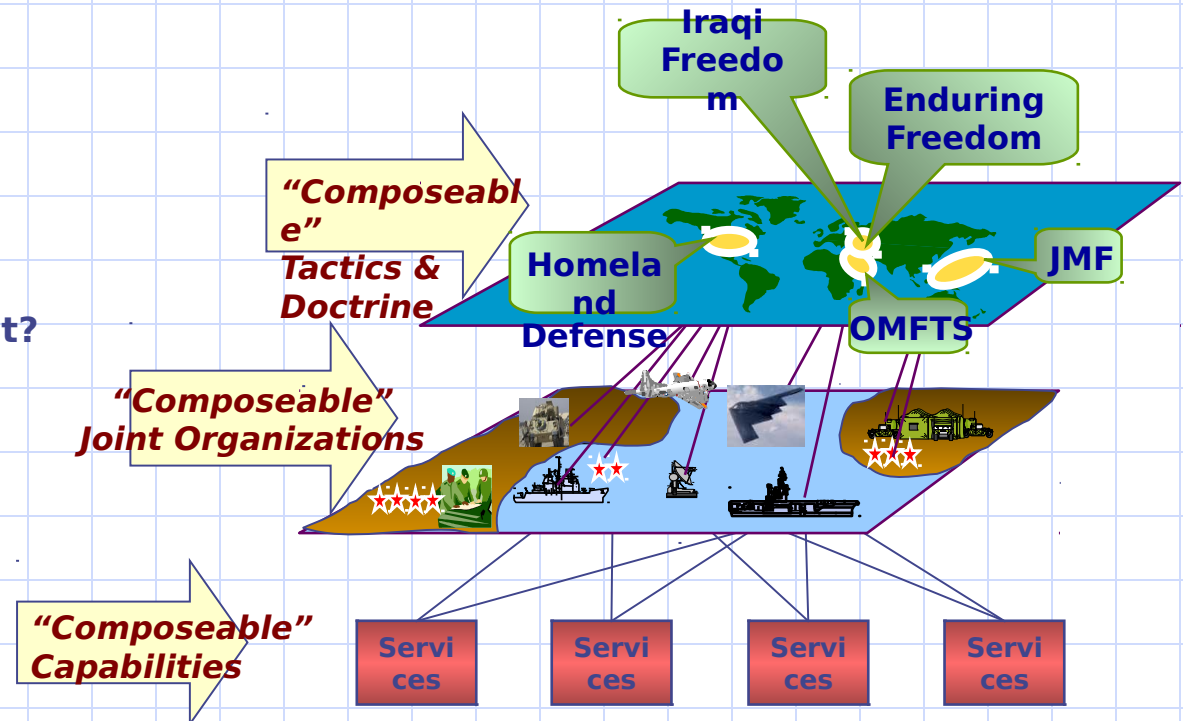 Iraqi
Freedo
m
Enduring
Freedom
“Composeabl
e”
Tactics &
Doctrine
Homela
nd
Defense
JMF
OMFTS
t?
“Composeable”
Joint Organizations
“Composeable”
Capabilities
Servi
ces
Servi
ces
Servi
ces
Servi
ces